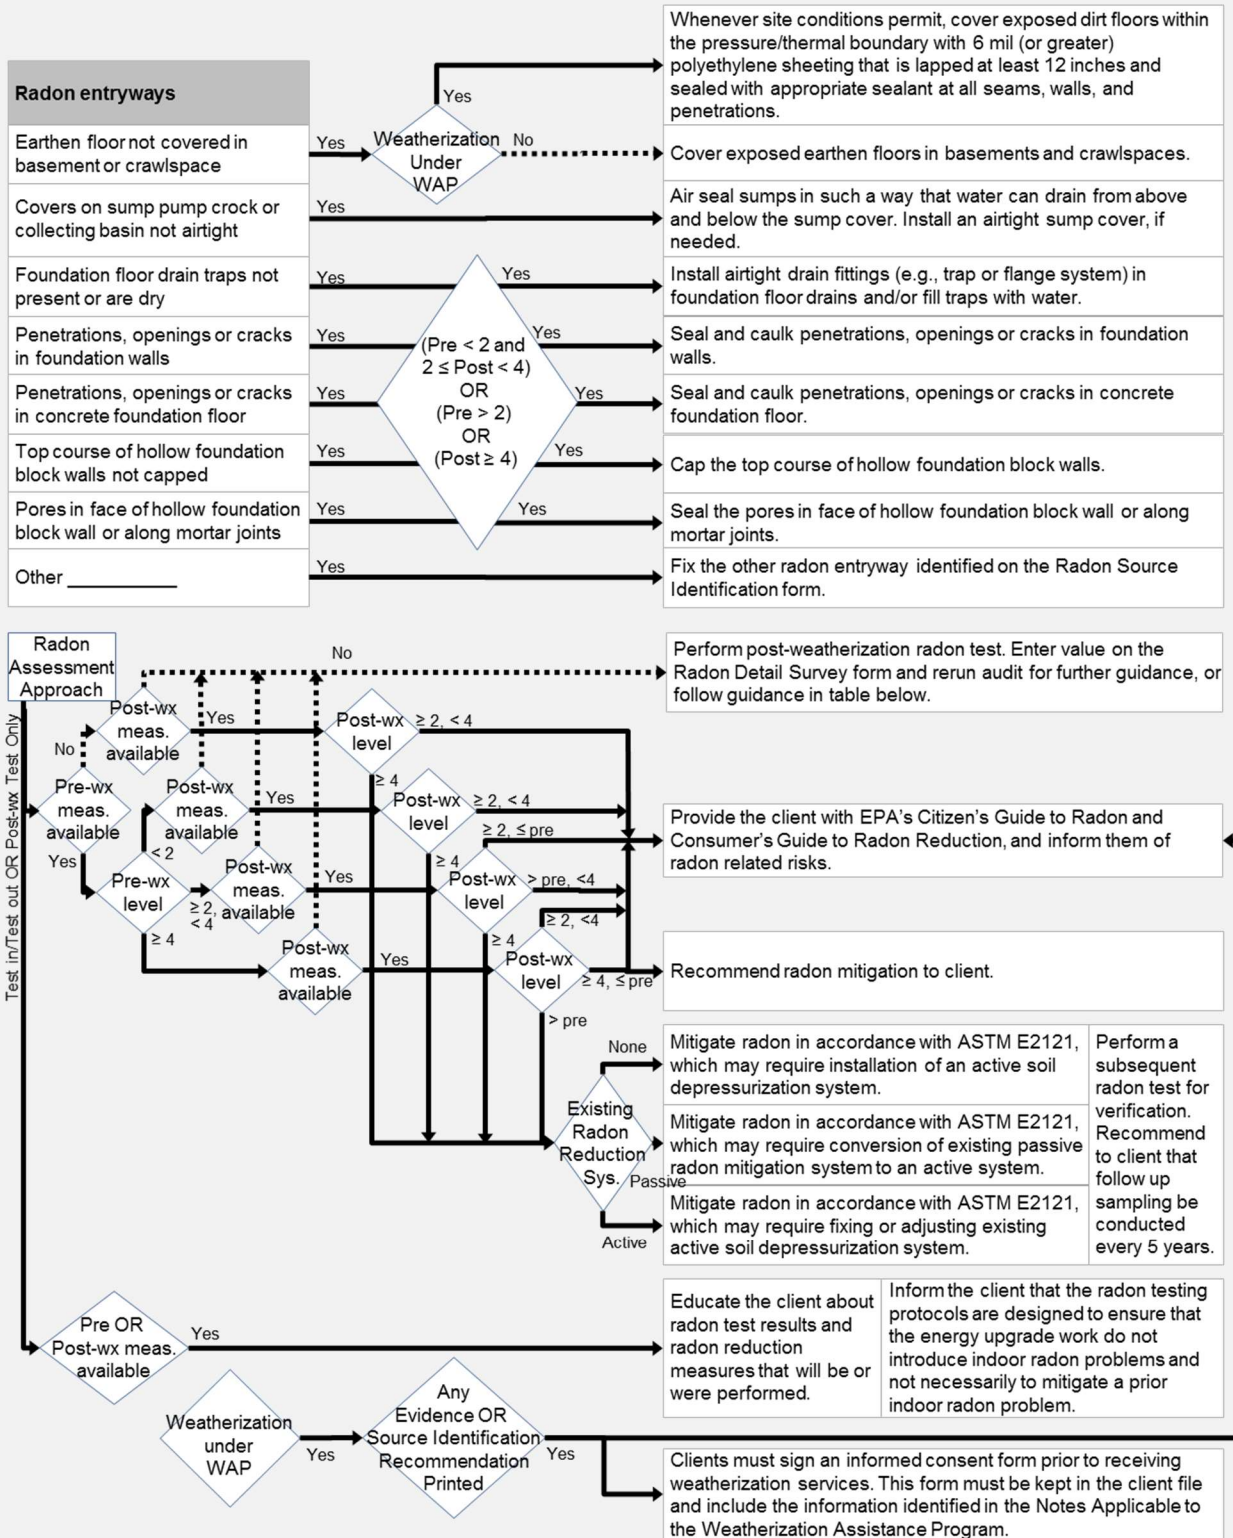 Radon entryways
Whenever site conditions permit, cover exposed dirt floors within
the pressure/thermal boundary with 6 mil (or greater)
polyethylene sheeting that is lapped at least 12 inches and
sealed with appropriate sealant at all seams, walls, and
penetrations.
Earthen floor not covered in
basement or crawlspace
Yes
Weatherization
Under
WAP
Yes
No
Cover exposed earthen floors in basements and crawlspaces.
Covers on sump pump crock or
collecting basin not airtight
Yes
Air seal sumps in such a way that water can drain from above
and below the sump cover. Install an airtight sump cover, if
needed.
Foundation floor drain traps not
present or are dry
Yes
Yes
Install airtight drain fittings (e.g., trap or flange system) in
foundation floor drains and/or fill traps with water.
Penetrations, openings or cracks
in foundation walls
Yes
(Pre < 2 and
2 ≤ Post < 4)
OR
(Pre > 2)
OR
(Post ≥ 4)
Yes
Seal and caulk penetrations, openings or cracks in foundation
walls.
Penetrations, openings or cracks
in concrete foundation floor
Yes
Yes
Seal and caulk penetrations, openings or cracks in concrete
foundation floor.
Top course of hollow foundation
block walls not capped
Yes
Yes
Cap the top course of hollow foundation block walls.
Pores in face of hollow foundation
block wall or along mortar joints
Yes
Yes
Seal the pores in face of hollow foundation block wall or along
mortar joints.
Other ___________
Yes
Fix the other radon entryway identified on the Radon Source
Identification form.
Radon
Assessment
Approach
Test in/Test out OR Post-wx Test Only
No
Perform post-weatherization radon test. Enter value on the
Radon Detail Survey form and rerun audit for further guidance, or
follow guidance in table below.
Post-wx
meas.
available
Yes
Post-wx
level
≥ 2, < 4
≥ 4
No
Pre-wx
meas.
available
Yes
Post-wx
meas.
available
Yes
Post-wx
level
≥ 2, < 4
≥ 4
< 2
Pre-wx
level
≥ 2,
< 4
≥ 4
Post-wx
meas.
available
Yes
≥ 2, ≤ pre
Post-wx
level
> pre, <4
≥ 4
Provide the client with EPA's Citizen's Guide to Radon and
Consumer's Guide to Radon Reduction, and inform them of
radon related risks.
Post-wx
meas.
available
Yes
≥ 2, <4
Post-wx
level
≥ 4, ≤ pre
> pre
Recommend radon mitigation to client.
Existing
Radon
Reduction
Sys.
None
Mitigate radon in accordance with ASTM E2121,
which may require installation of an active soil
depressurization system.
Passive
Mitigate radon in accordance with ASTM E2121,
which may require conversion of existing passive
radon mitigation system to an active system.
Active
Mitigate radon in accordance with ASTM E2121,
which may require fixing or adjusting existing
active soil depressurization system.
Perform a
subsequent
radon test for
verification.
Recommend
to client that
follow up
sampling be
conducted
every 5 years.
Pre OR
Post-wx meas.
available
Yes
Educate the client about
radon test results and
radon reduction
measures that will be or
were performed.
Inform the client that the radon testing
protocols are designed to ensure that
the energy upgrade work do not
introduce indoor radon problems and
not necessarily to mitigate a prior
indoor radon problem.
Weatherization
under
WAP
Yes
Any
Evidence OR
Source Identification
Recommendation
Printed
Yes
Clients must sign an informed consent form prior to receiving
weatherization services. This form must be kept in the client file
and include the information identified in the Notes Applicable to
the Weatherization Assistance Program.